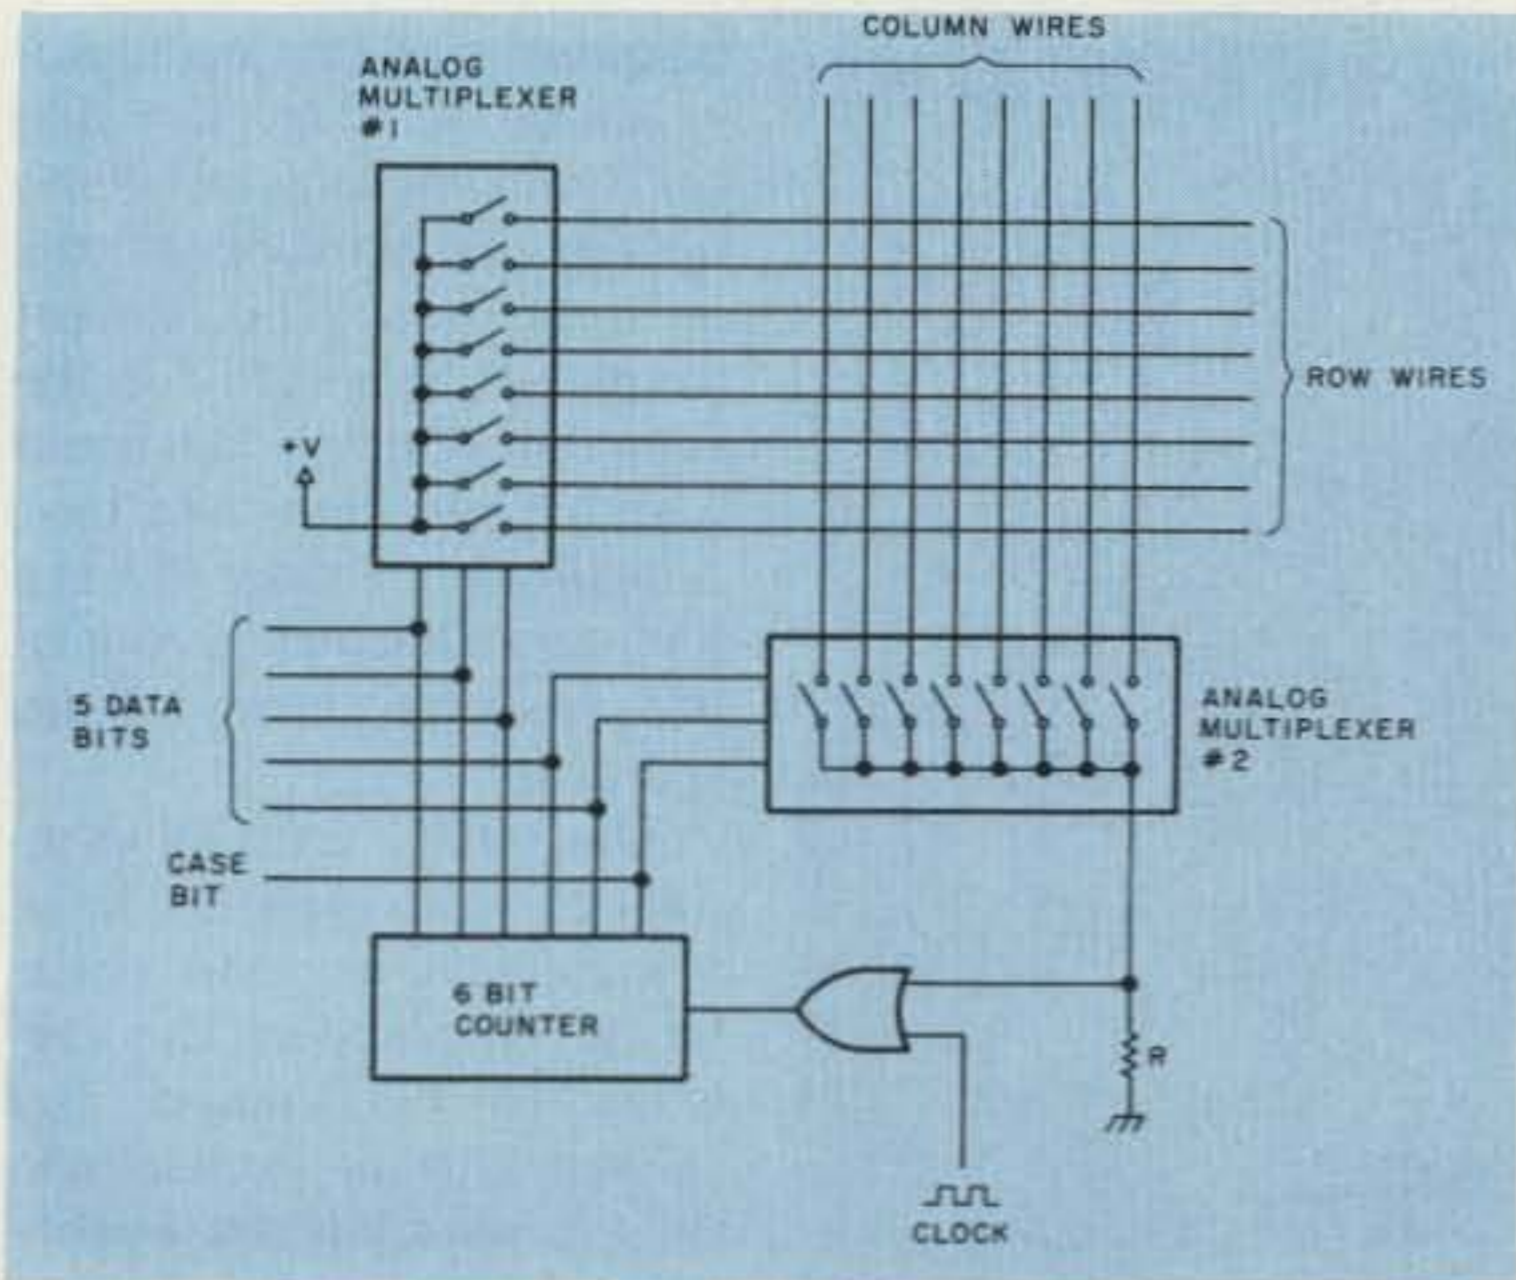 COLUMN WIRES
ANALOG
MULTIPLEXER
#1
ROW WIRES
+V
5 DATA
BITS
ANALOG
MULTIPLEXER
#2
CASE
BIT
6 BIT
COUNTER
R
CLOCK